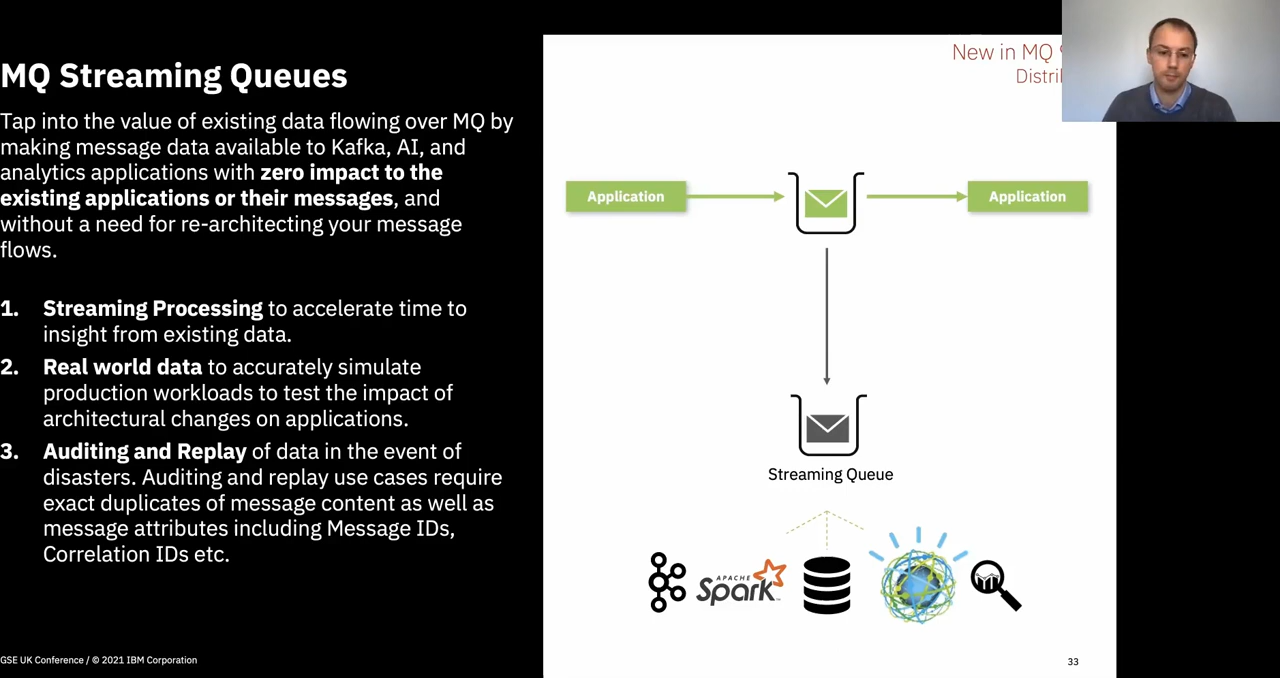 MQ Streaming Queues
Tap into the value of existing data flowing over MQ by
making message data available to Kafka, AI, and
analytics applications with zero impact to the
existing applications or their messages, and
without a need for re-architecting your message
flows.
1. Streaming Processing to accelerate time to
insight from existing data.
2. Real world data to accurately simulate
production workloads to test the impact of
architectural changes on applications.
3. Auditing and Replay of data in the event of
disasters. Auditing and replay use cases require
exact duplicates of message content as well as
message attributes including Message IDs,
Correlation IDs etc.
GSE UK Conference / © 2021 IBM Corporation
New in MQ
Application
Application
Streaming Queue
APACHE
Spark™
33